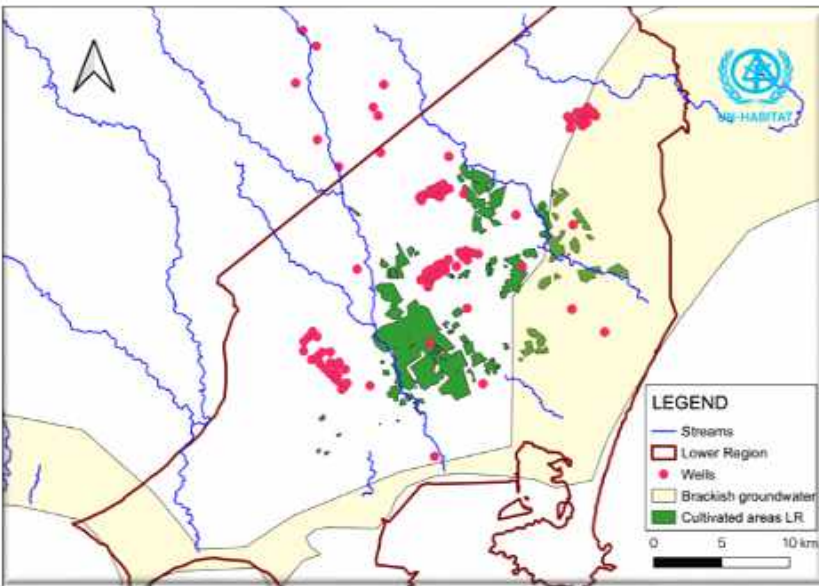 UN-HABITAT
LEGEND
Streams
Lower Region
Wells
Brackish groundwater
Cultivated areas LR
0 5 10 km